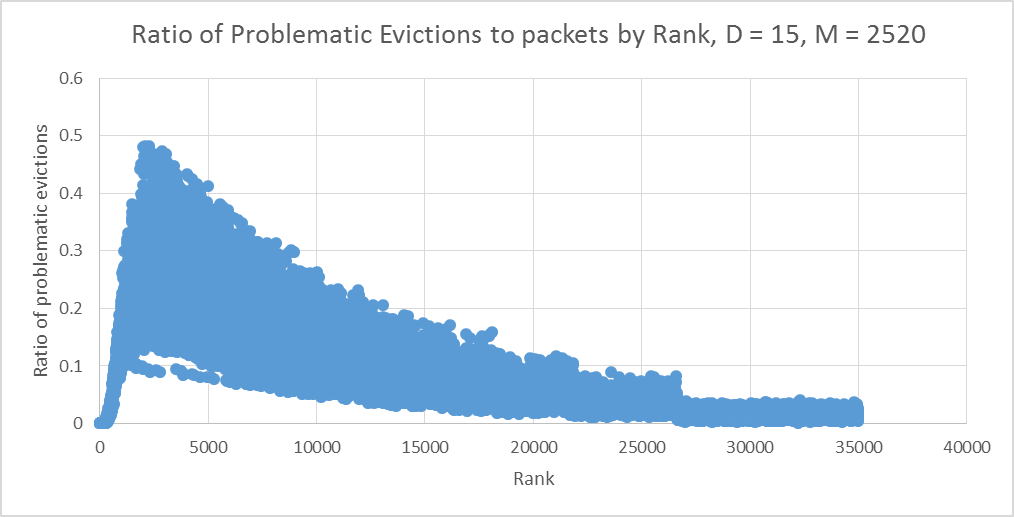 Ratio of Problematic Evictions to packets by Rank, D = 15, M = 2520
Ratio of problematic evictions
0.6
0.5
0.4
0.3
0.2
0.1
0
0 5000 10000 15000 20000 25000 30000 35000 40000
Rank